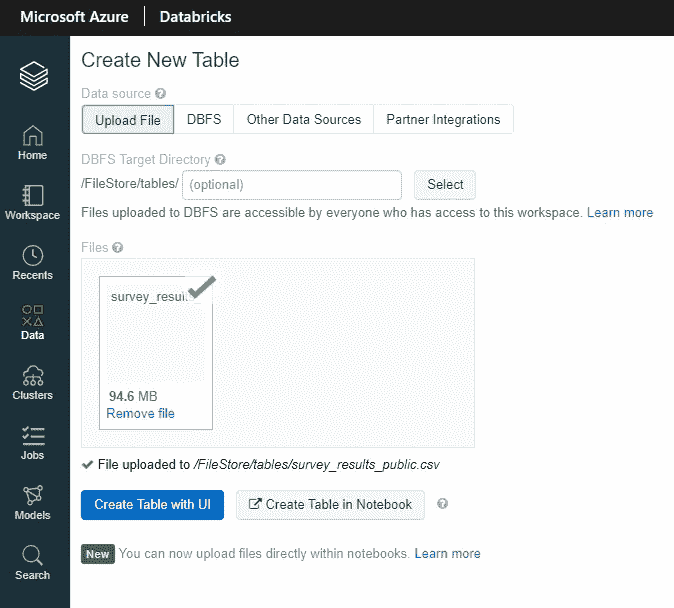 Microsoft Azure Databricks
Create New Table
Data source
Upload File DBFS Other Data Sources Partner Integrations
DBFS Target Directory
/FileStore/tables/ (optional) Select
Files uploaded to DBFS are accessible by everyone who has access to this workspace. Learn more
Files
survey_resul
94.6 MB
Remove file
File uploaded to /FileStore/tables/survey_results_public.csv
Create Table with UI Create Table in Notebook
New You can now upload files directly within notebooks. Learn more
Home
Workspace
Recents
Data
Clusters
Jobs
Models
Search